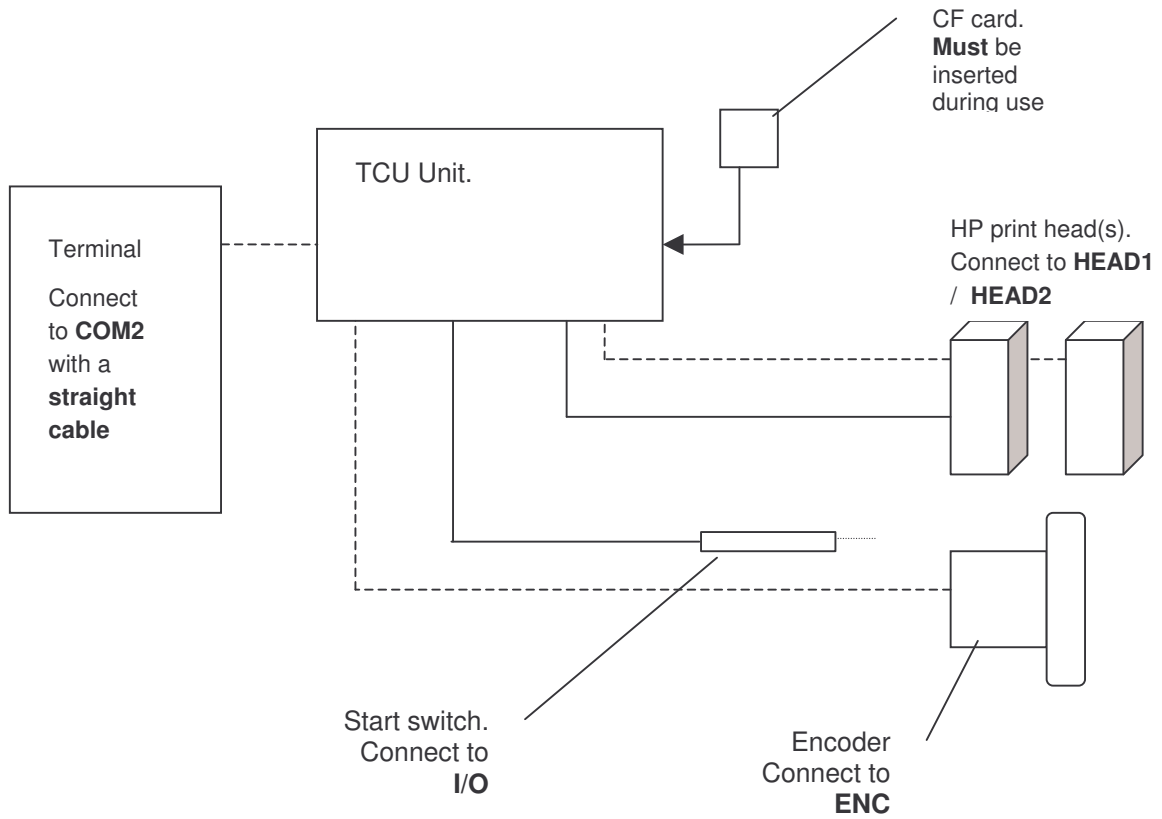 CF card.
Must be
inserted
during use
TCU Unit.
Terminal
Connect
to COM2
with a
straight
cable
HP print head(s).
Connect to HEAD1
/ HEAD2
Start switch.
Connect to
I/O
Encoder
Connect to
ENC